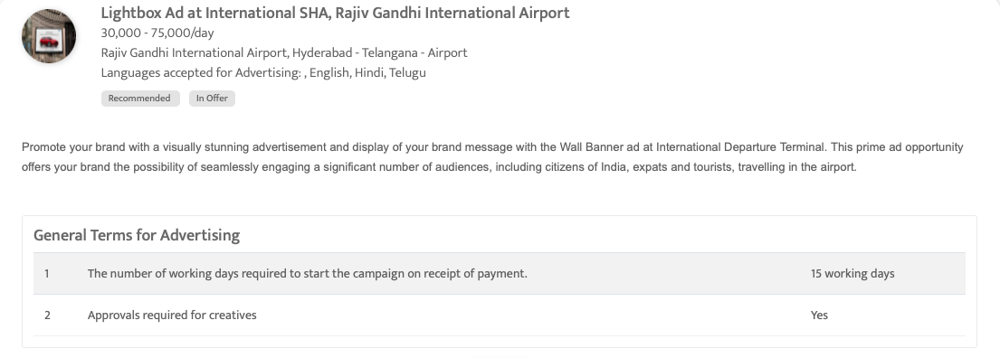 Lightbox Ad at International SHA, Rajiv Gandhi International Airport
30,000 - 75,000/day
Rajiv Gandhi International Airport, Hyderabad - Telangana - Airport
Languages accepted for Advertising: , English, Hindi, Telugu
Recommended In Offer
Promote your brand with a visually stunning advertisement and display of your brand message with the Wall Banner ad at International Departure Terminal. This prime ad opportunity
offers your brand the possibility of seamlessly engaging a significant number of audiences, including citizens of India, expats and tourists, travelling in the airport.
General Terms for Advertising
1 The number of working days required to start the campaign on receipt of payment. 15 working days
2 Approvals required for creatives Yes